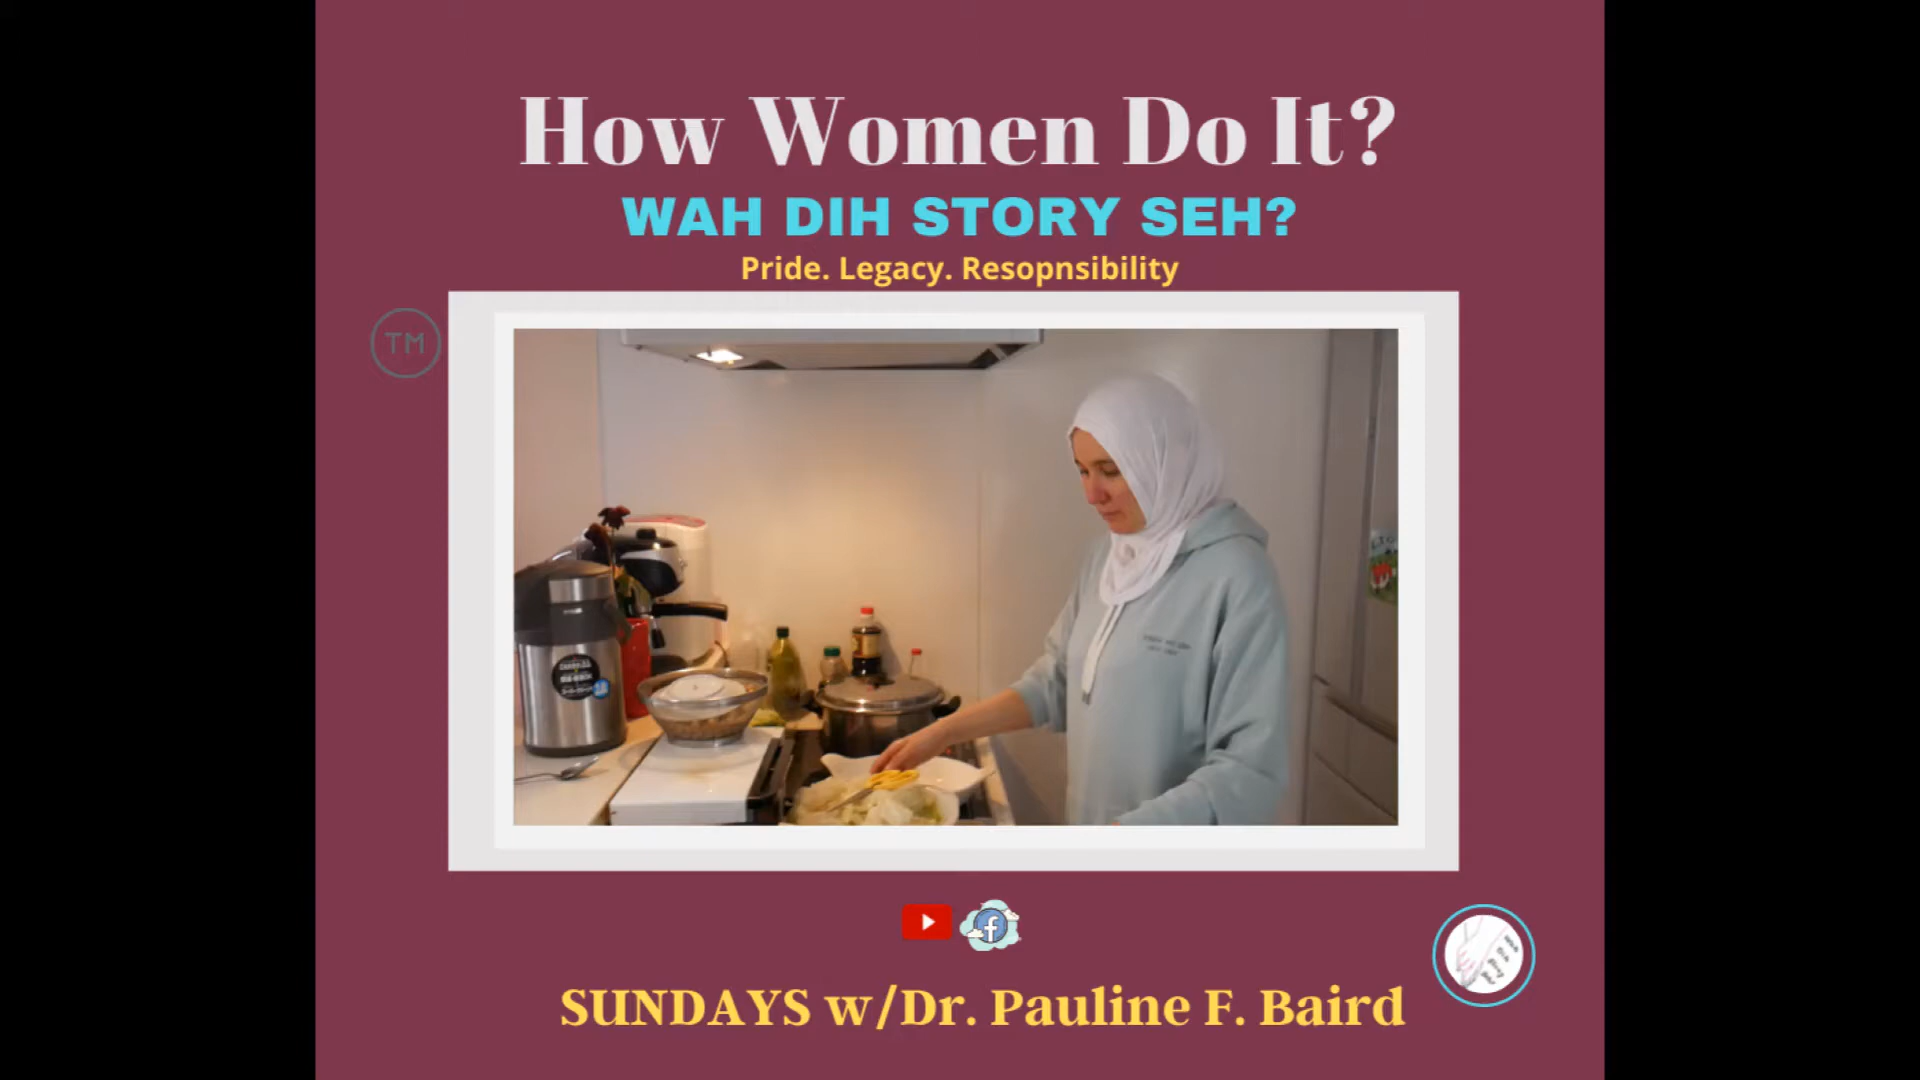 How Women Do It?
WAH DIH STORY SEH?
Pride. Legacy. Resopnsibility
TM
SUNDAYS w/Dr. Pauline F. Baird